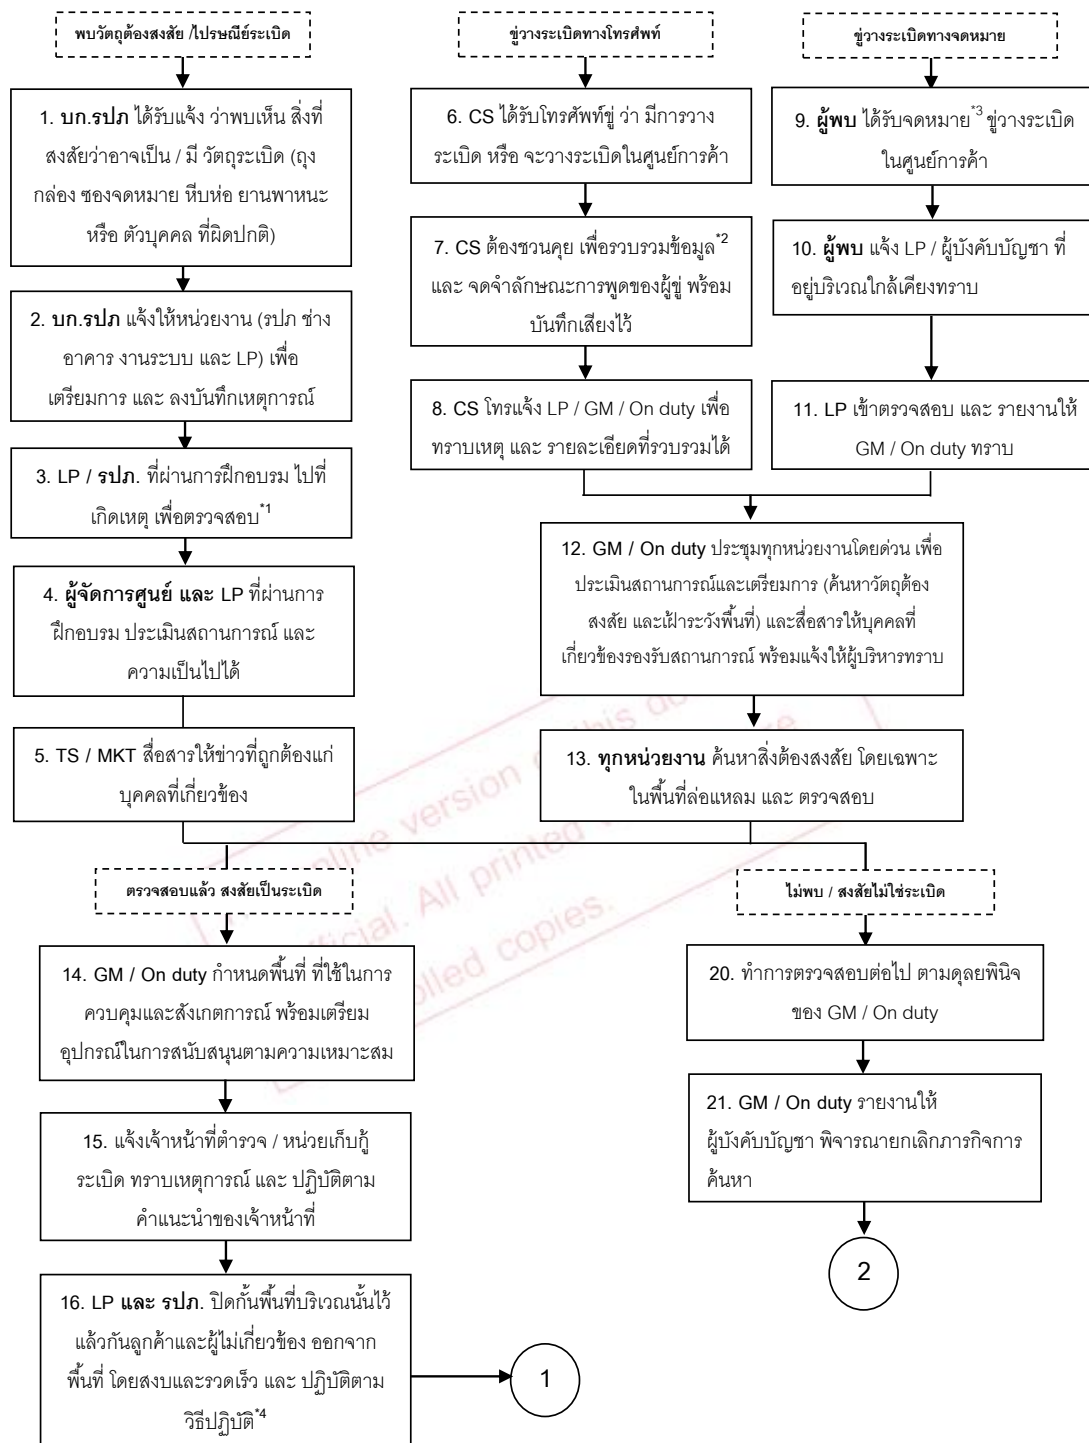 พบวัตถุต้องสงสัย /ไปรษณีย์ระเบิด
1. บก.รปภ ได้รับแจ้ง ว่าพบเห็น สิ่งที่
สงสัยว่าอาจเป็น / มี วัตถุระเบิด (ถุง
กล่อง ซองจดหมาย หีบห่อ ยานพาหนะ
หรือ ตัวบุคคล ที่ผิดปกติ)
2. บก.รปภ แจ้งให้หน่วยงาน (รปภ ช่าง
อาคาร งานระบบ และ LP) เพื่อ
เตรียมการ และ ลงบันทึกเหตุการณ์
3. LP / รปภ. ที่ผ่านการฝึกอบรม ไปที่
เกิดเหตุ เพื่อตรวจสอบ*1
4. ผู้จัดการศูนย์ และ LP ที่ผ่านการ
ฝึกอบรม ประเมินสถานการณ์ และ
ความเป็นไปได้
5. TS / MKT สื่อสารให้ข่าวที่ถูกต้องแก่
บุคคลที่เกี่ยวข้อง
ขู่วางระเบิดทางโทรศัพท์
6. CS ได้รับโทรศัพท์ขู่ ว่า มีการวาง
ระเบิด หรือ จะวางระเบิดในศูนย์การค้า
7. CS ต้องชวนคุย เพื่อรวบรวมข้อมูล*2
และ จดจำลักษณะการพูดของผู้ขู่ พร้อม
บันทึกเสียงไว้
8. CS โทรแจ้ง LP / GM / On duty เพื่อ
ทราบเหตุ และ รายละเอียดที่รวบรวมได้
ขู่วางระเบิดทางจดหมาย
9. ผู้พบ ได้รับจดหมาย*3 ขู่วางระเบิด
ในศูนย์การค้า
10. ผู้พบ แจ้ง LP / ผู้บังคับบัญชา ที่
อยู่บริเวณใกล้เคียงทราบ
11. LP เข้าตรวจสอบ และ รายงานให้
GM / On duty ทราบ
12. GM / On duty ประชุมทุกหน่วยงานโดยด่วน เพื่อ
ประเมินสถานการณ์และเตรียมการ (ค้นหาวัตถุต้อง
สงสัย และเฝ้าระวังพื้นที่) และสื่อสารให้บุคคลที่
เกี่ยวข้องรองรับสถานการณ์ พร้อมแจ้งให้ผู้บริหารทราบ
13. ทุกหน่วยงาน ค้นหาสิ่งต้องสงสัย โดยเฉพาะ
ในพื้นที่ล่อแหลม และ ตรวจสอบ
ตรวจสอบแล้ว สงสัยเป็นระเบิด
14. GM / On duty กำหนดพื้นที่ ที่ใช้ในการ
ควบคุมและสังเกตการณ์ พร้อมเตรียม
อุปกรณ์ในการสนับสนุนตามความเหมาะสม
15. แจ้งเจ้าหน้าที่ตำรวจ / หน่วยเก็บกู้
ระเบิด ทราบเหตุการณ์ และ ปฏิบัติตาม
คำแนะนำของเจ้าหน้าที่
16. LP และ รปภ. ปิดกั้นพื้นที่บริเวณนั้นไว้
แล้วกันลูกค้าและผู้ไม่เกี่ยวข้อง ออกจาก
พื้นที่ โดยสงบและรวดเร็ว และ ปฏิบัติตาม
วิธีปฏิบัติ*4
1
ไม่พบ / สงสัยไม่ใช่ระเบิด
20. ทำการตรวจสอบต่อไป ตามดุลยพินิจ
ของ GM / On duty
21. GM / On duty รายงานให้
ผู้บังคับบัญชา พิจารณายกเลิกภารกิจการ
ค้นหา
2
version
this
All printed
copies.